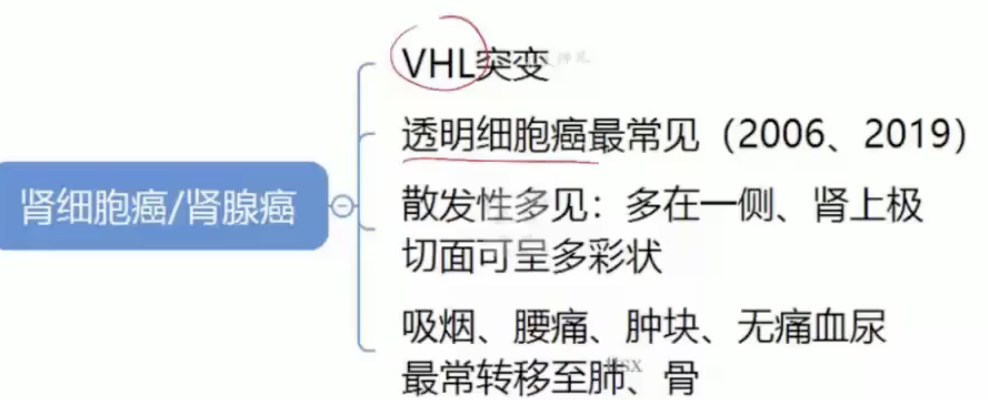 VHL突变
透明细胞癌最常见（2006、2019）
肾细胞癌/肾腺癌
散发性多见：多在一侧、肾上极
切面可呈多彩状
吸烟、腰痛、肿块、无痛血尿
最常转移至肺、骨